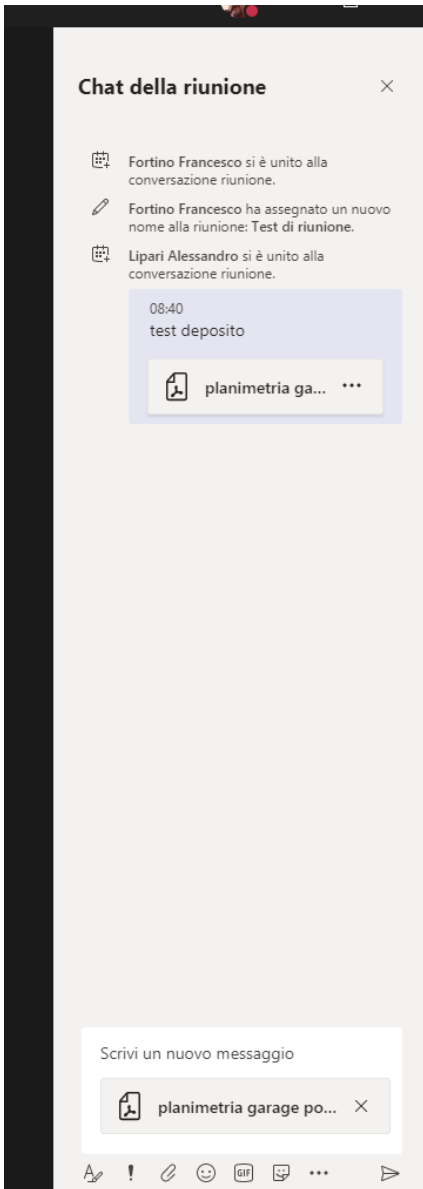 Chat della riunione
Fortino Francesco si è unito alla
conversazione riunione.
Fortino Francesco ha assegnato un nuovo
nome alla riunione: Test di riunione.
Lipari Alessandro si è unito alla
conversazione riunione.
08:40
test deposito
planimetria ga...
Scrivi un nuovo messaggio
planimetria garage po...
GIF